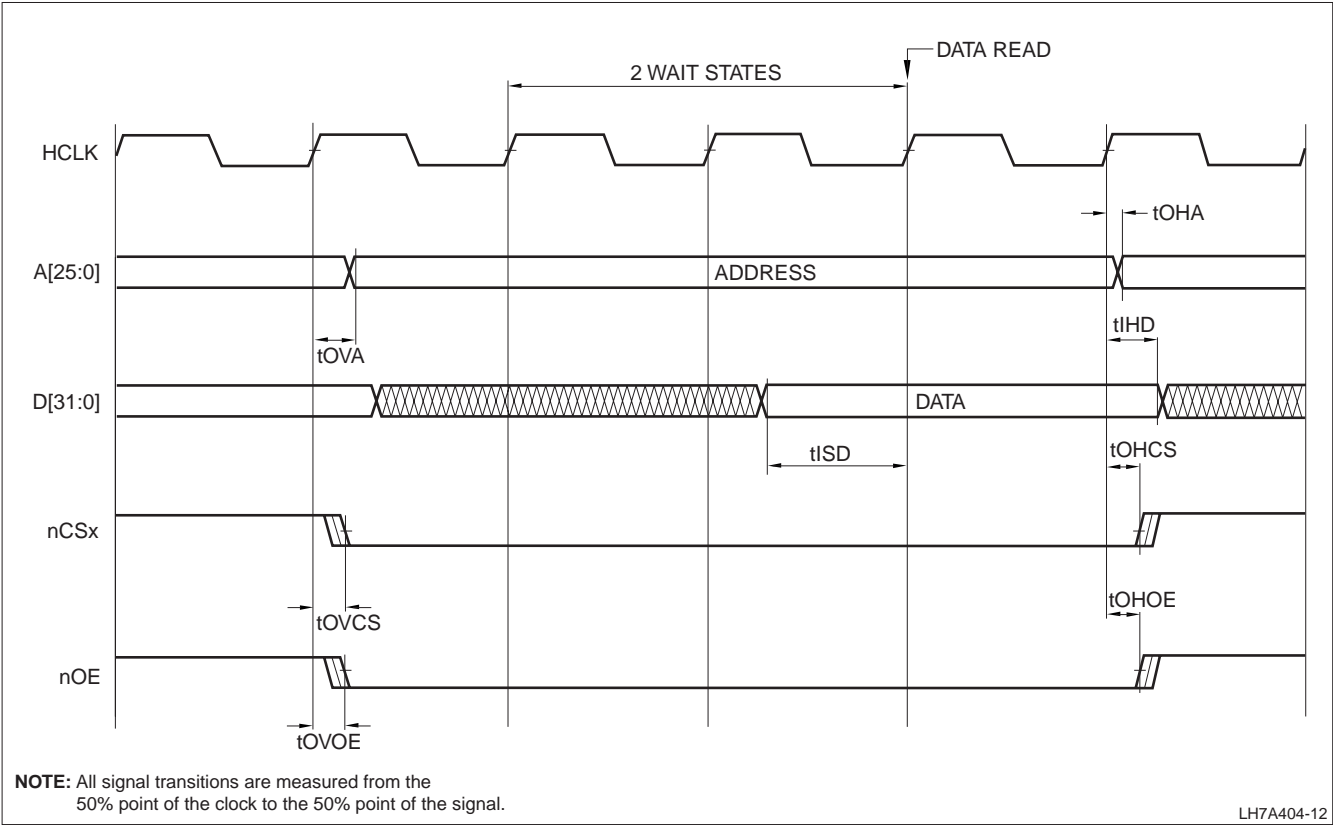 DATA READ
2 WAIT STATES
HCLK
tOHA
A[25:0]
ADDRESS
tOVA
tIHD
D[31:0]
DATA
tISD
tOHCS
nCSx
tOVCS
tOHOE
nOE
tOVOE
NOTE: All signal transitions are measured from the
50% point of the clock to the 50% point of the signal.
LH7A404-12